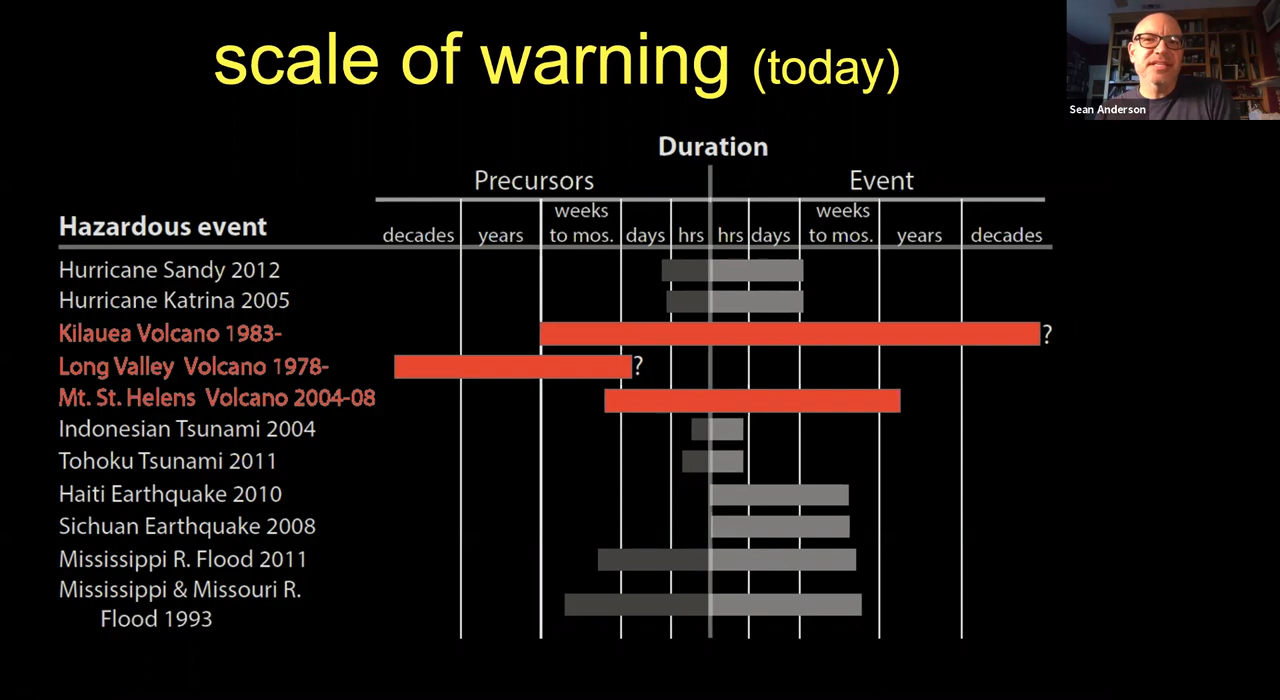 scale of warning (today)
Sean Anderson
Duration
Precursors Event
Hazardous event
decades years weeks to mos. days hrs hrs days weeks to mos. years decades
Hurricane Sandy 2012
Hurricane Katrina 2005
Kilauea Volcano 1983- ?
Long Valley Volcano 1978- ?
Mt. St. Helens Volcano 2004-08
Indonesian Tsunami 2004
Tohoku Tsunami 2011
Haiti Earthquake 2010
Sichuan Earthquake 2008
Mississippi R. Flood 2011
Mississippi & Missouri R.
Flood 1993